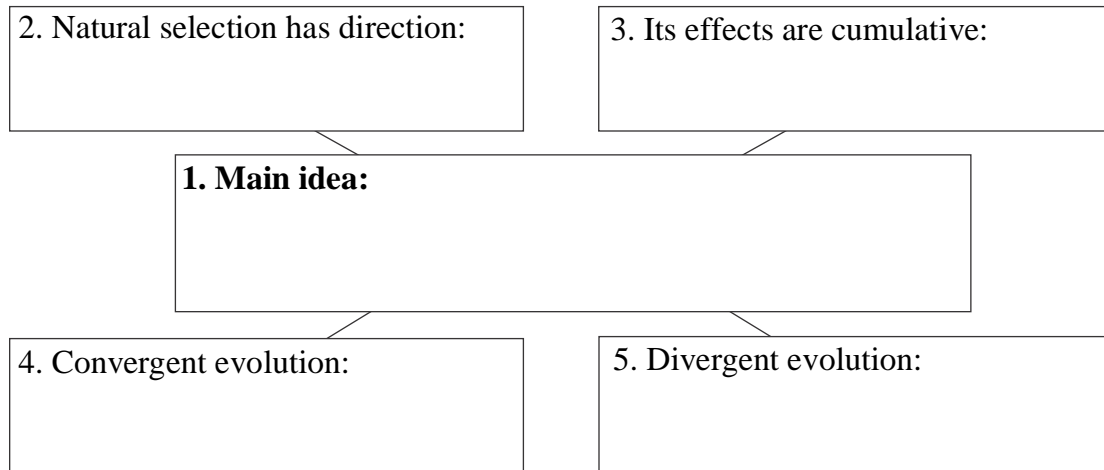 2. Natural selection has direction:
3. Its effects are cumulative:
1. Main idea:
4. Convergent evolution:
5. Divergent evolution: